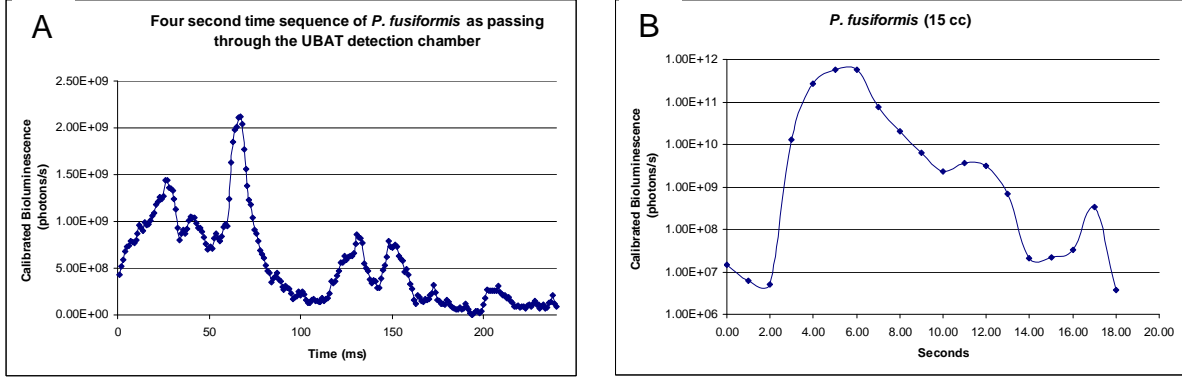 A
Four second time sequence of P. fusiformis as passing
through the UBAT detection chamber
Calibrated Bioluminescence
(photons/s)
2.50E+09
2.00E+09
1.50E+09
1.00E+09
5.00E+08
0.00E+00
0
50
100
150
200
Time (ms)
B
P. fusiformis (15 cc)
Calibrated Bioluminescence
(photons/s)
1.00E+12
1.00E+11
1.00E+10
1.00E+09
1.00E+08
1.00E+07
1.00E+06
0.00
2.00
4.00
6.00
8.00
10.00
12.00
14.00
16.00
18.00
20.00
Seconds